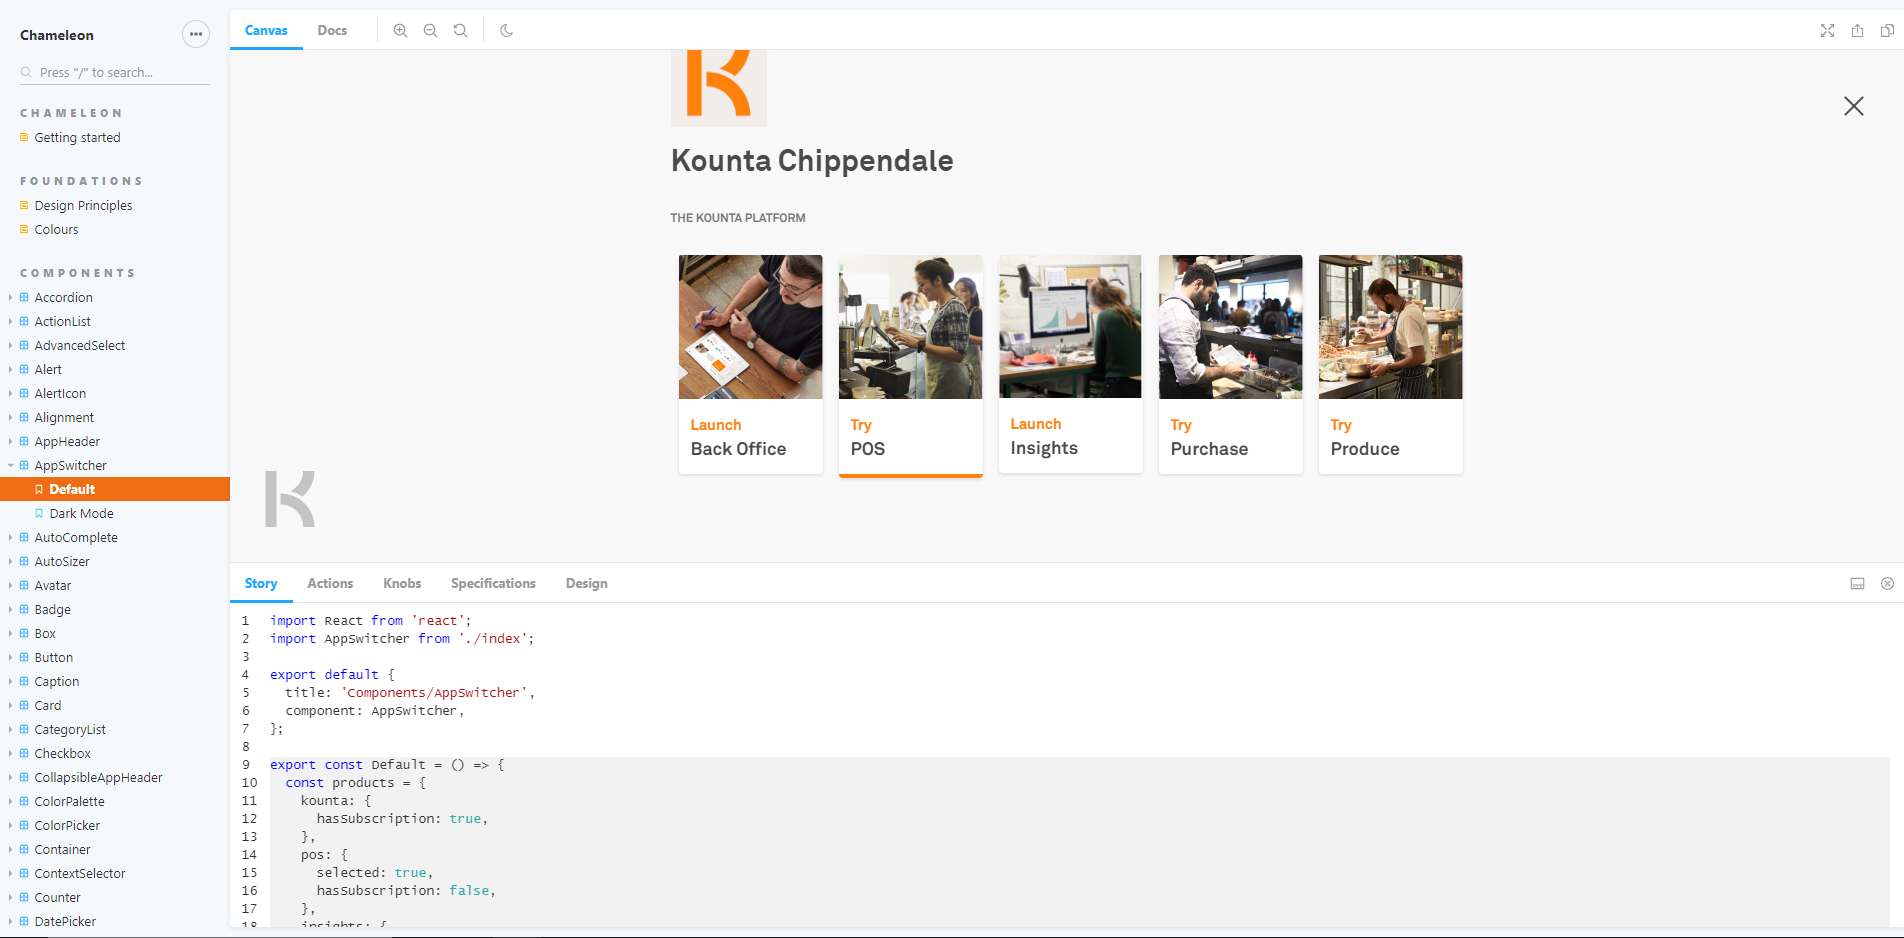 Chameleon
Press "/" to search...
CHAMELEON
Getting started
FOUNDATIONS
Design Principles
Colours
COMPONENTS
Accordion
ActionList
AdvancedSelect
Alert
AlertIcon
Alignment
AppHeader
AppSwitcher
Default
Dark Mode
AutoComplete
AutoSizer
Avatar
Badge
Box
Button
Caption
Card
CategoryList
Checkbox
CollapsibleAppHeader
ColorPalette
ColorPicker
Container
ContextSelector
Counter
DatePicker
Canvas Docs
K
Kounta Chippendale
THE KOUNTA PLATFORM
Launch
Back Office
Try
POS
Launch
Insights
Try
Purchase
Try
Produce
K
Story Actions Knobs Specifications Design
1 import React from 'react';
2 import AppSwitcher from './index';
3
4 export default {
5 title: 'Components/AppSwitcher',
6 component: AppSwitcher,
7 };
8
9 export const Default = () => {
10 const products = {
11 kounta: {
12 hasSubscription: true,
13 },
14 pos: {
15 selected: true,
16 hasSubscription: false,
17 },
18 insights: {